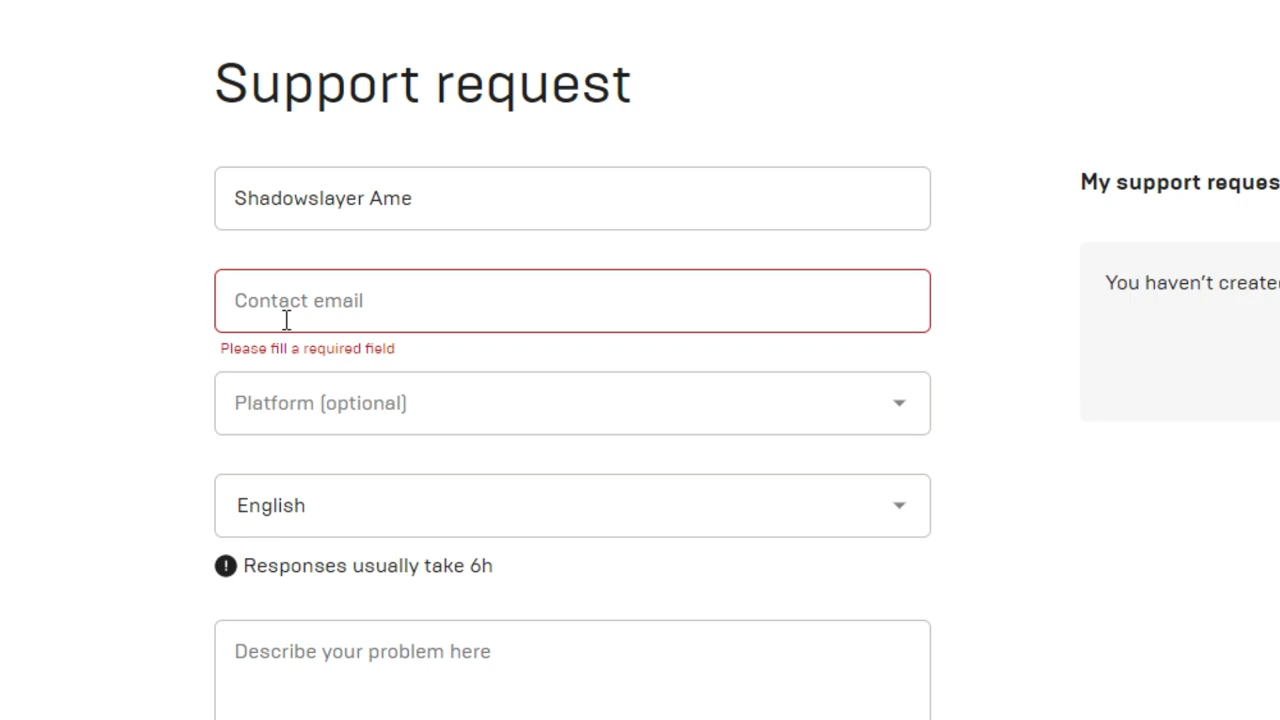 Support request
Shadowslayer Ame
Contact email
Please fill a required field
Platform (optional)
English
Responses usually take 6h
Describe your problem here
My support reques
You haven't create